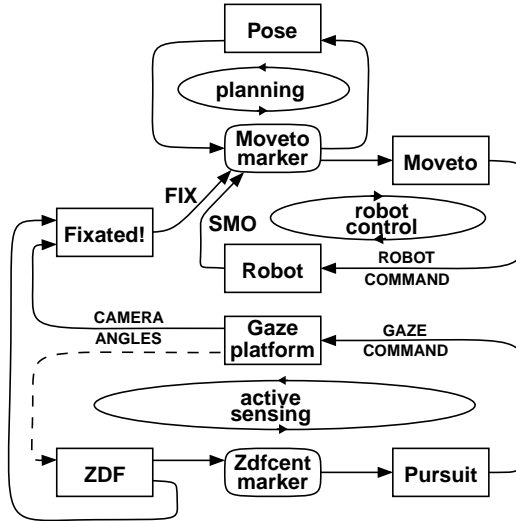 Pose
planning
Moveto
marker
Moveto
FIX
SMO
Fixated!
robot
control
Robot
ROBOT
COMMAND
CAMERA
ANGLES
Gaze
platform
GAZE
COMMAND
active
sensing
ZDF
Zdfcent
marker
Pursuit